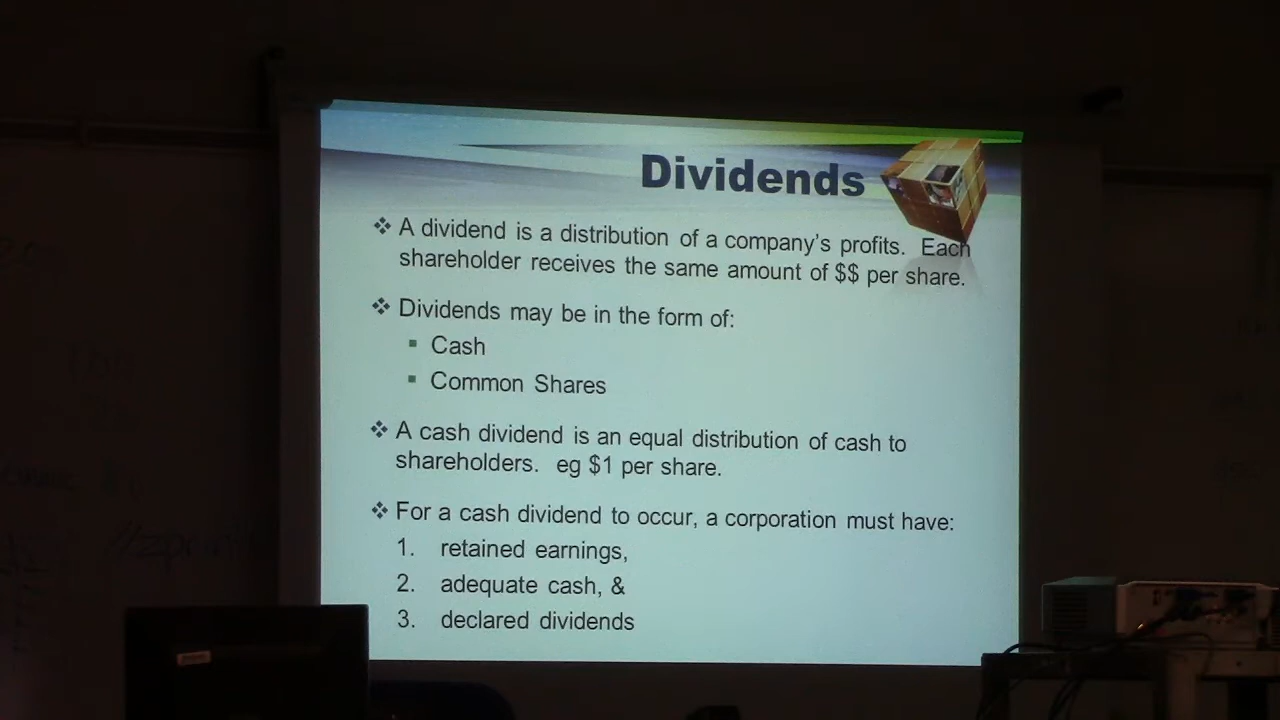 Dividends
❖ A dividend is a distribution of a company's profits. Each
shareholder receives the same amount of $$ per share.
❖ Dividends may be in the form of:
▪ Cash
▪ Common Shares
❖ A cash dividend is an equal distribution of cash to
shareholders. eg $1 per share.
❖ For a cash dividend to occur, a corporation must have:
1. retained earnings,
2. adequate cash, &
3. declared dividends